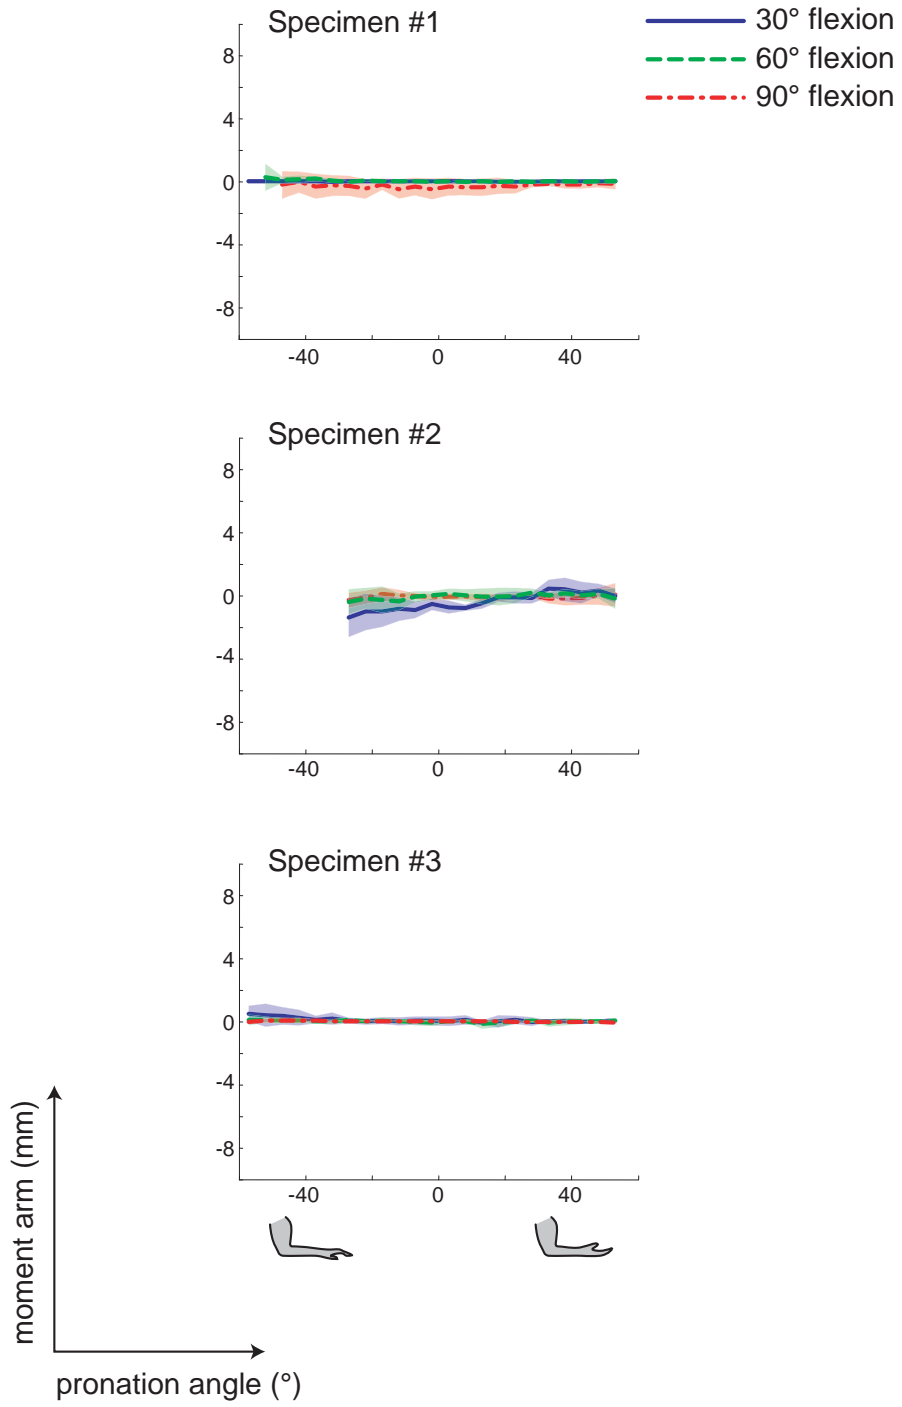 Specimen #1
30° flexion
60° flexion
90° flexion
8
4
0
-4
-8
-40 0 40
Specimen #2
8
4
0
-4
-8
-40 0 40
Specimen #3
8
4
0
-4
-8
-40 0 40
moment arm (mm)
pronation angle (°)